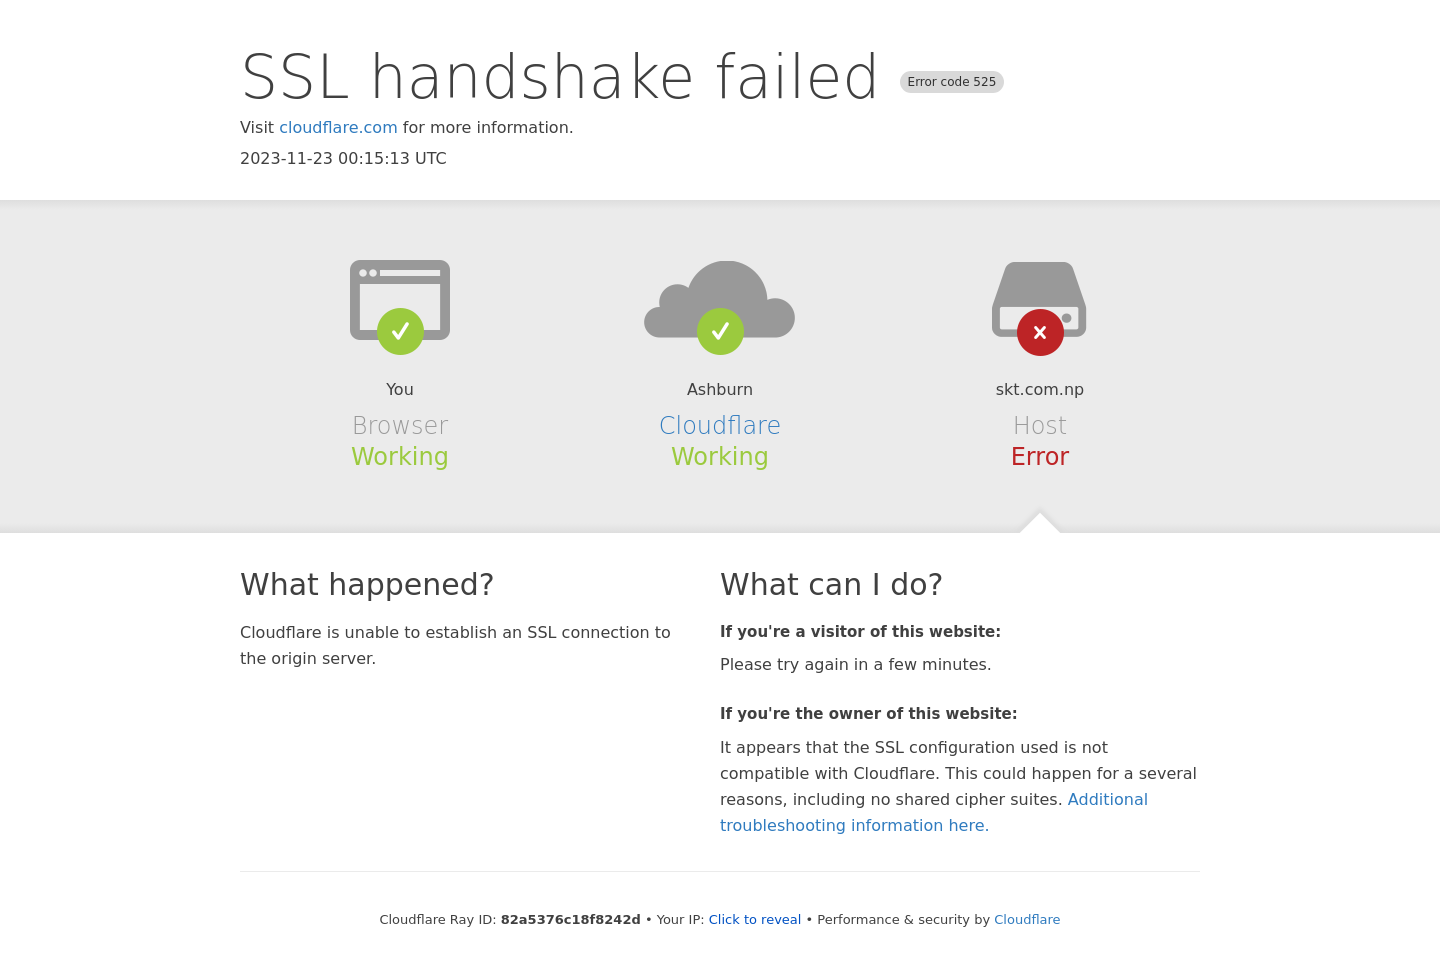 SSL handshake failed Error code 525
Visit cloudflare.com for more information.
2023-11-23 00:15:13 UTC
You
Browser
Working
Ashburn
Cloudflare
Working
skt.com.np
Host
Error
What happened?
Cloudflare is unable to establish an SSL connection to
the origin server.
What can I do?
If you're a visitor of this website:
Please try again in a few minutes.
If you're the owner of this website:
It appears that the SSL configuration used is not
compatible with Cloudflare. This could happen for a several
reasons, including no shared cipher suites. Additional
troubleshooting information here.
Cloudflare Ray ID: 82a5376c18f8242d • Your IP: Click to reveal • Performance & security by Cloudflare